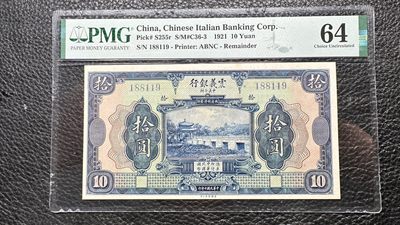 PMG
PAPER MONEY GUARANTY
China, Chinese Italian Banking Corp.
Pick# S255r S/M#C36-3 1921 10 Yuan
S/N 188119 - Printer: ABNC - Remainder
64
Choice Uncirculated
拾
行銀義震
拾
188119
188119
拾
圓
拾
圓
10
10